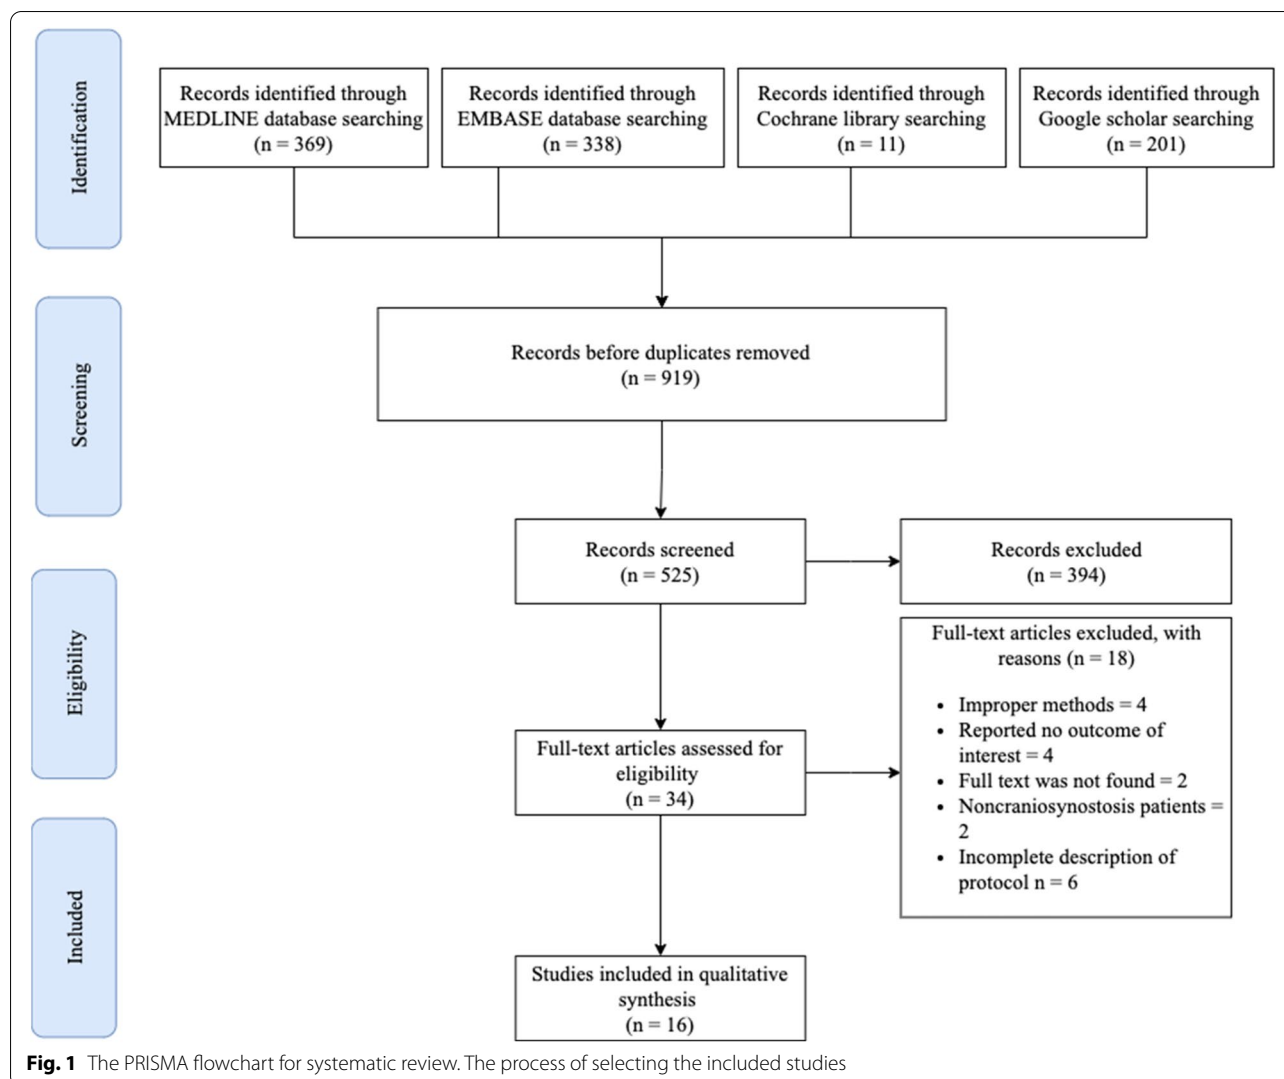 Identification
Records identified through
MEDLINE database searching
(n = 369)
Records identified through
EMBASE database searching
(n = 338)
Records identified through
Cochrane library searching
(n = 11)
Records identified through
Google scholar searching
(n = 201)
Screening
Records before duplicates removed
(n = 919)
Records screened
(n = 525)
Records excluded
(n = 394)
Eligibility
Full-text articles assessed for
eligibility
(n = 34)
Full-text articles excluded, with
reasons (n = 18)
• Improper methods = 4
• Reported no outcome of
interest = 4
• Full text was not found = 2
• Noncraniosynostosis patients =
2
• Incomplete description of
protocol n = 6
Included
Studies included in qualitative
synthesis
(n = 16)
Fig. 1 The PRISMA flowchart for systematic review. The process of selecting the included studies